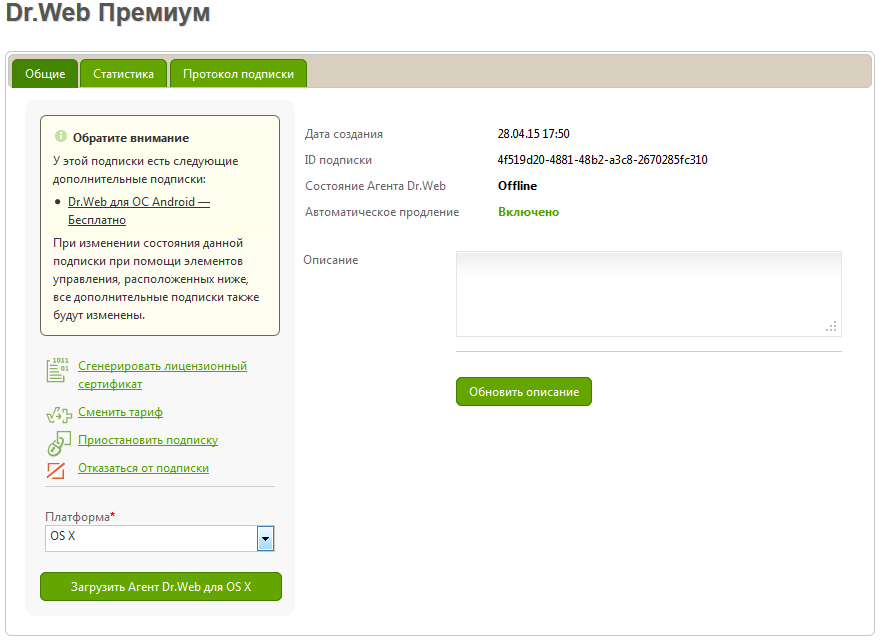 Dr.Web Премиум
Общие
Статистика
Протокол подписки
Обратите внимание
У этой подписки есть следующие
дополнительные подписки:
Dr.Web для ОС Android —
Бесплатно
При изменении состояния данной
подписки при помощи элементов
управления, расположенных ниже,
все дополнительные подписки также
будут изменены.
1011
01
Сгенерировать лицензионный
сертификат
Сменить тариф
Приостановить подписку
Отказаться от подписки
Платформа*
OS X
Загрузить Агент Dr.Web для OS X
Дата создания 28.04.15 17:50
ID подписки 4f519d20-4881-48b2-a3c8-2670285fc310
Состояние Агента Dr.Web Offline
Автоматическое продление Включено
Описание
Обновить описание